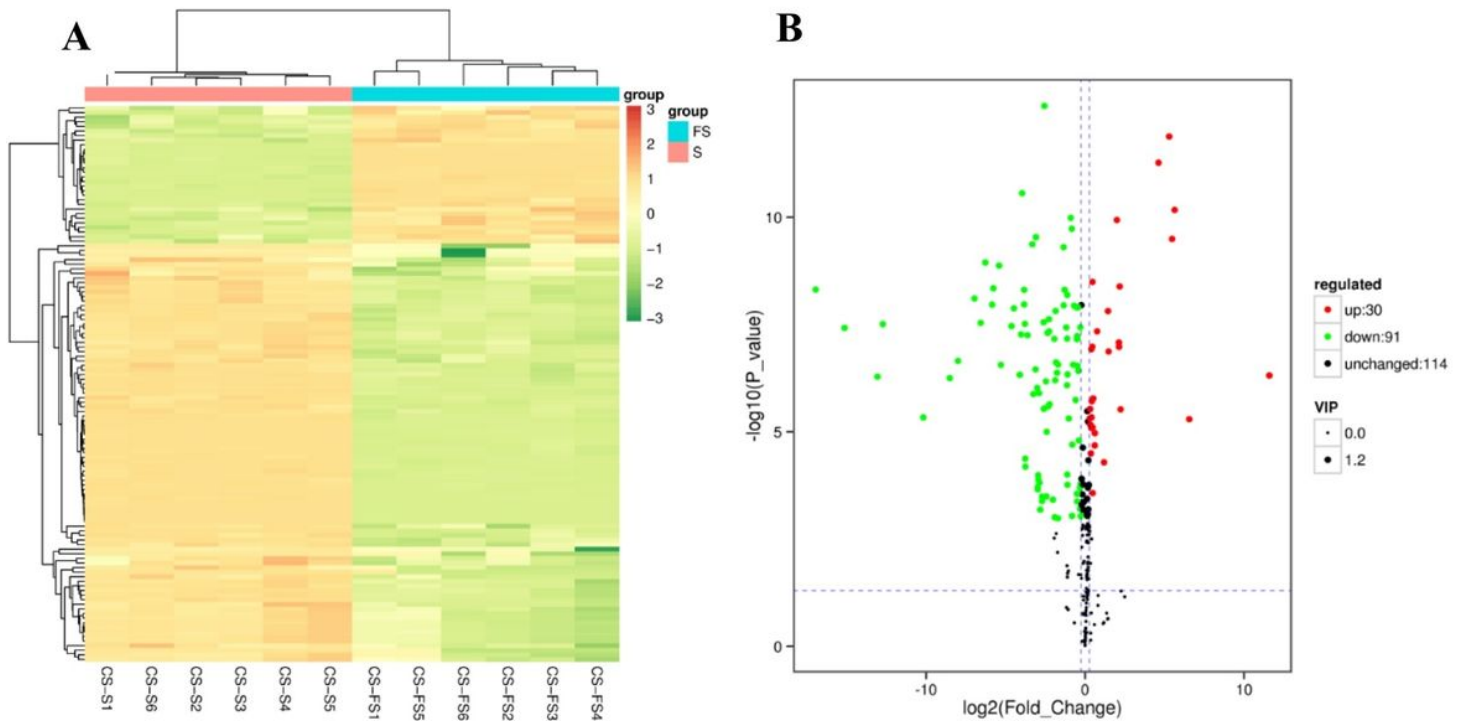 A
group
3
2
1
0
−1
−2
−3
group
FS
S
CS−S1
CS−S6
CS−S2
CS−S3
CS−S4
CS−S5
CS−FS1
CS−FS5
CS−FS6
CS−FS2
CS−FS3
CS−FS4
B
-log10(P_value)
10
5
0
-10
0
10
log2(Fold_Change)
regulated
up:30
down:91
unchanged:114
VIP
0.0
1.2